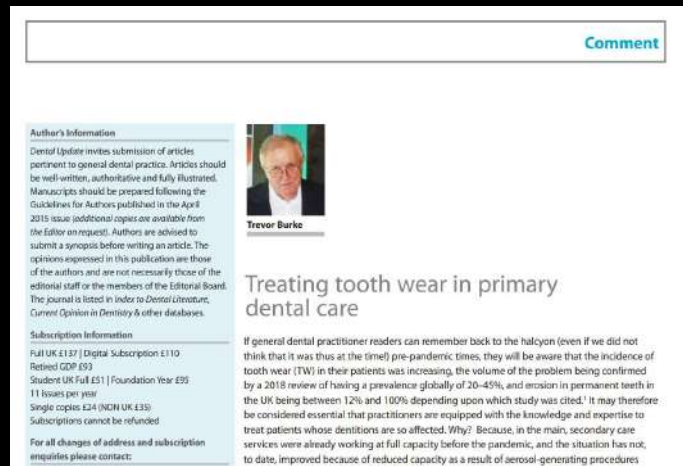 Comment
Author's Information
Dental Update invites submission of articles
pertinent to general dental practice. Articles should
be well-written, authoritative and fully illustrated.
Manuscripts should be prepared following the
Guidelines for Authors published in the April
2015 issue (additional copies are available from
the Editor on request). Authors are advised to
submit a synopsis before writing an article. The
opinions expressed in this publication are those
of the authors and are not necessarily those of the
editorial staff or the members of the Editorial Board.
The journal is listed in Index to Dental Literature,
Current Opinion in Dentistry & other databases.
Subscription Information
Full UK £137 | Digital Subscription £110
Retired GDP £93
Student UK Full £51 | Foundation Year £95
11 issues per year
Single copies £24 (NON UK £35)
Subscriptions cannot be refunded
For all changes of address and subscription
enquiries please contact:
Trevor Burke
Treating tooth wear in primary
dental care
If general dental practitioner readers can remember back to the halcyon (even if we did not
think that it was thus at the time!) pre-pandemic times, they will be aware that the incidence of
tooth wear (TW) in their patients was increasing, the volume of the problem being confirmed
by a 2018 review of having a prevalence globally of 20–45%, and erosion in permanent teeth in
the UK being between 12% and 100% depending upon which study was cited.¹ It may therefore
be considered essential that practitioners are equipped with the knowledge and expertise to
treat patients whose dentitions are so affected. Why? Because, in the main, secondary care
services were already working at full capacity before the pandemic, and the situation has not,
to date, improved because of reduced capacity as a result of aerosol-generating procedures